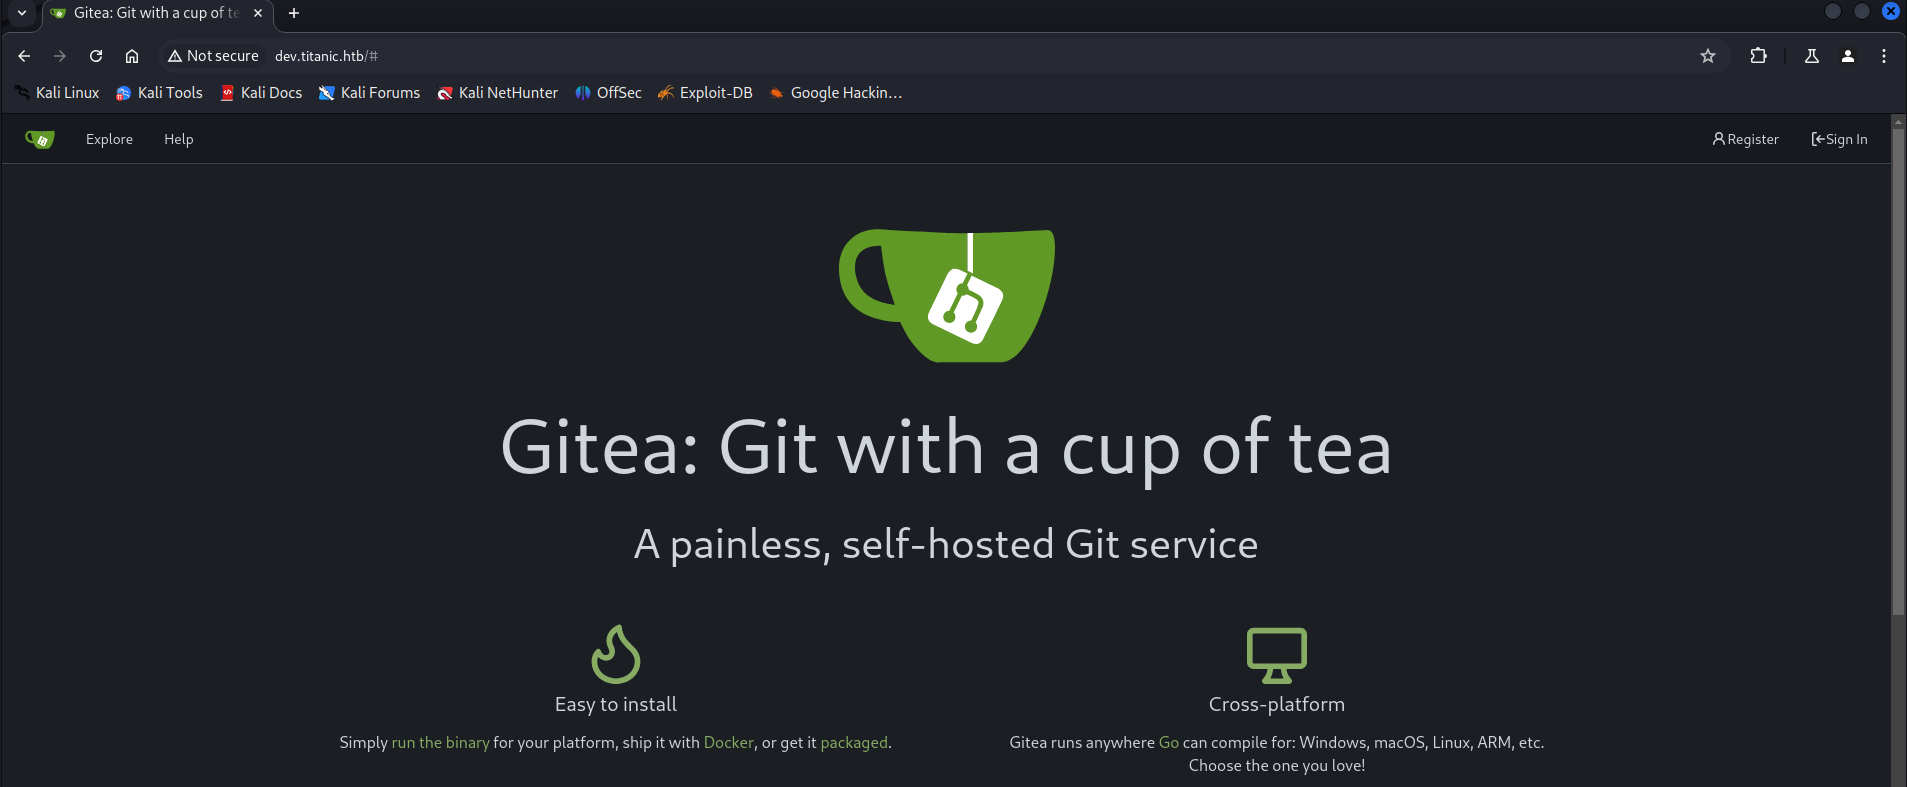 Gitea: Git with a cup of te
Not secure dev.titanic.htb/#
Kali Linux Kali Tools Kali Docs Kali Forums Kali NetHunter OffSec Exploit-DB Google Hackin…
Explore Help Register Sign In
Gitea: Git with a cup of tea
A painless, self-hosted Git service
Easy to install
Simply run the binary for your platform, ship it with Docker, or get it packaged.
Cross-platform
Gitea runs anywhere Go can compile for: Windows, macOS, Linux, ARM, etc.
Choose the one you love!